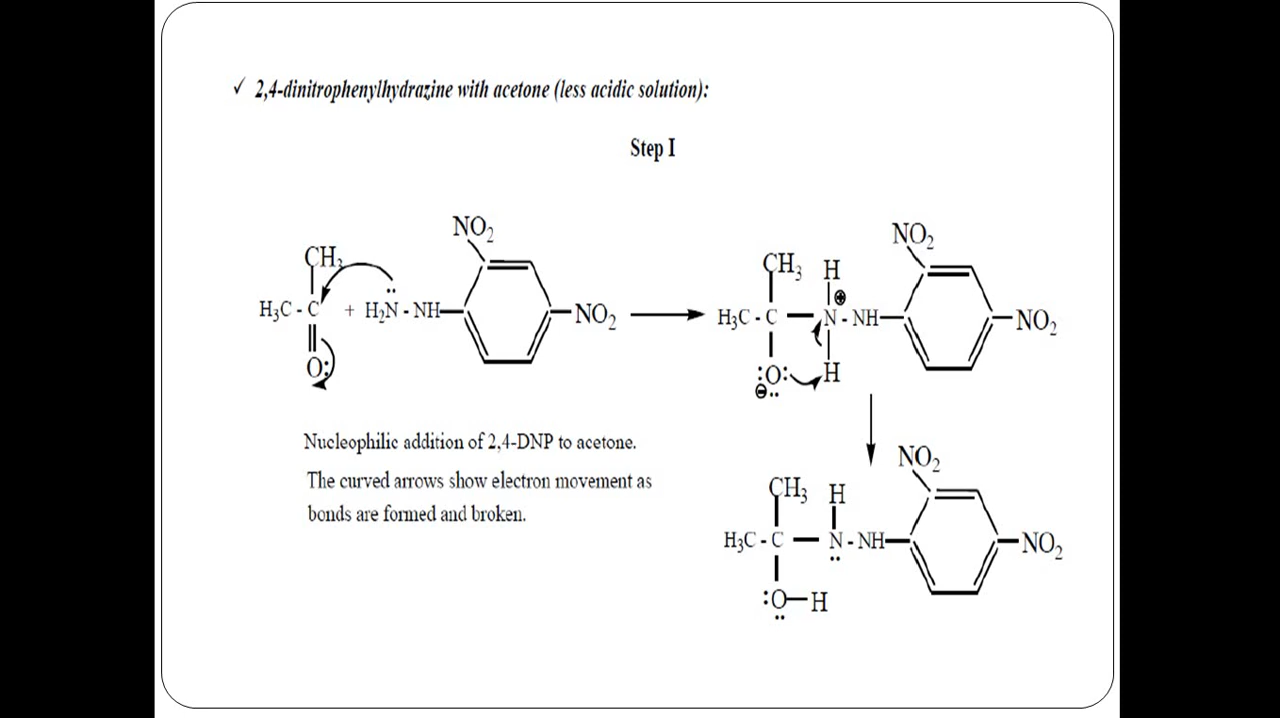 ✓ 2,4-dinitrophenylhydrazine with acetone (less acidic solution):
Step I
NO₂
CH₃
H₃C - C + H₂N̈ - NH NO₂
O:
NO₂
CH₃ H
⊕
H₃C - C N - NH NO₂
:O: H
⊖ ..
Nucleophilic addition of 2,4-DNP to acetone.
The curved arrows show electron movement as
bonds are formed and broken.
NO₂
CH₃ H
H₃C - C N - NH NO₂
..
:O H
..